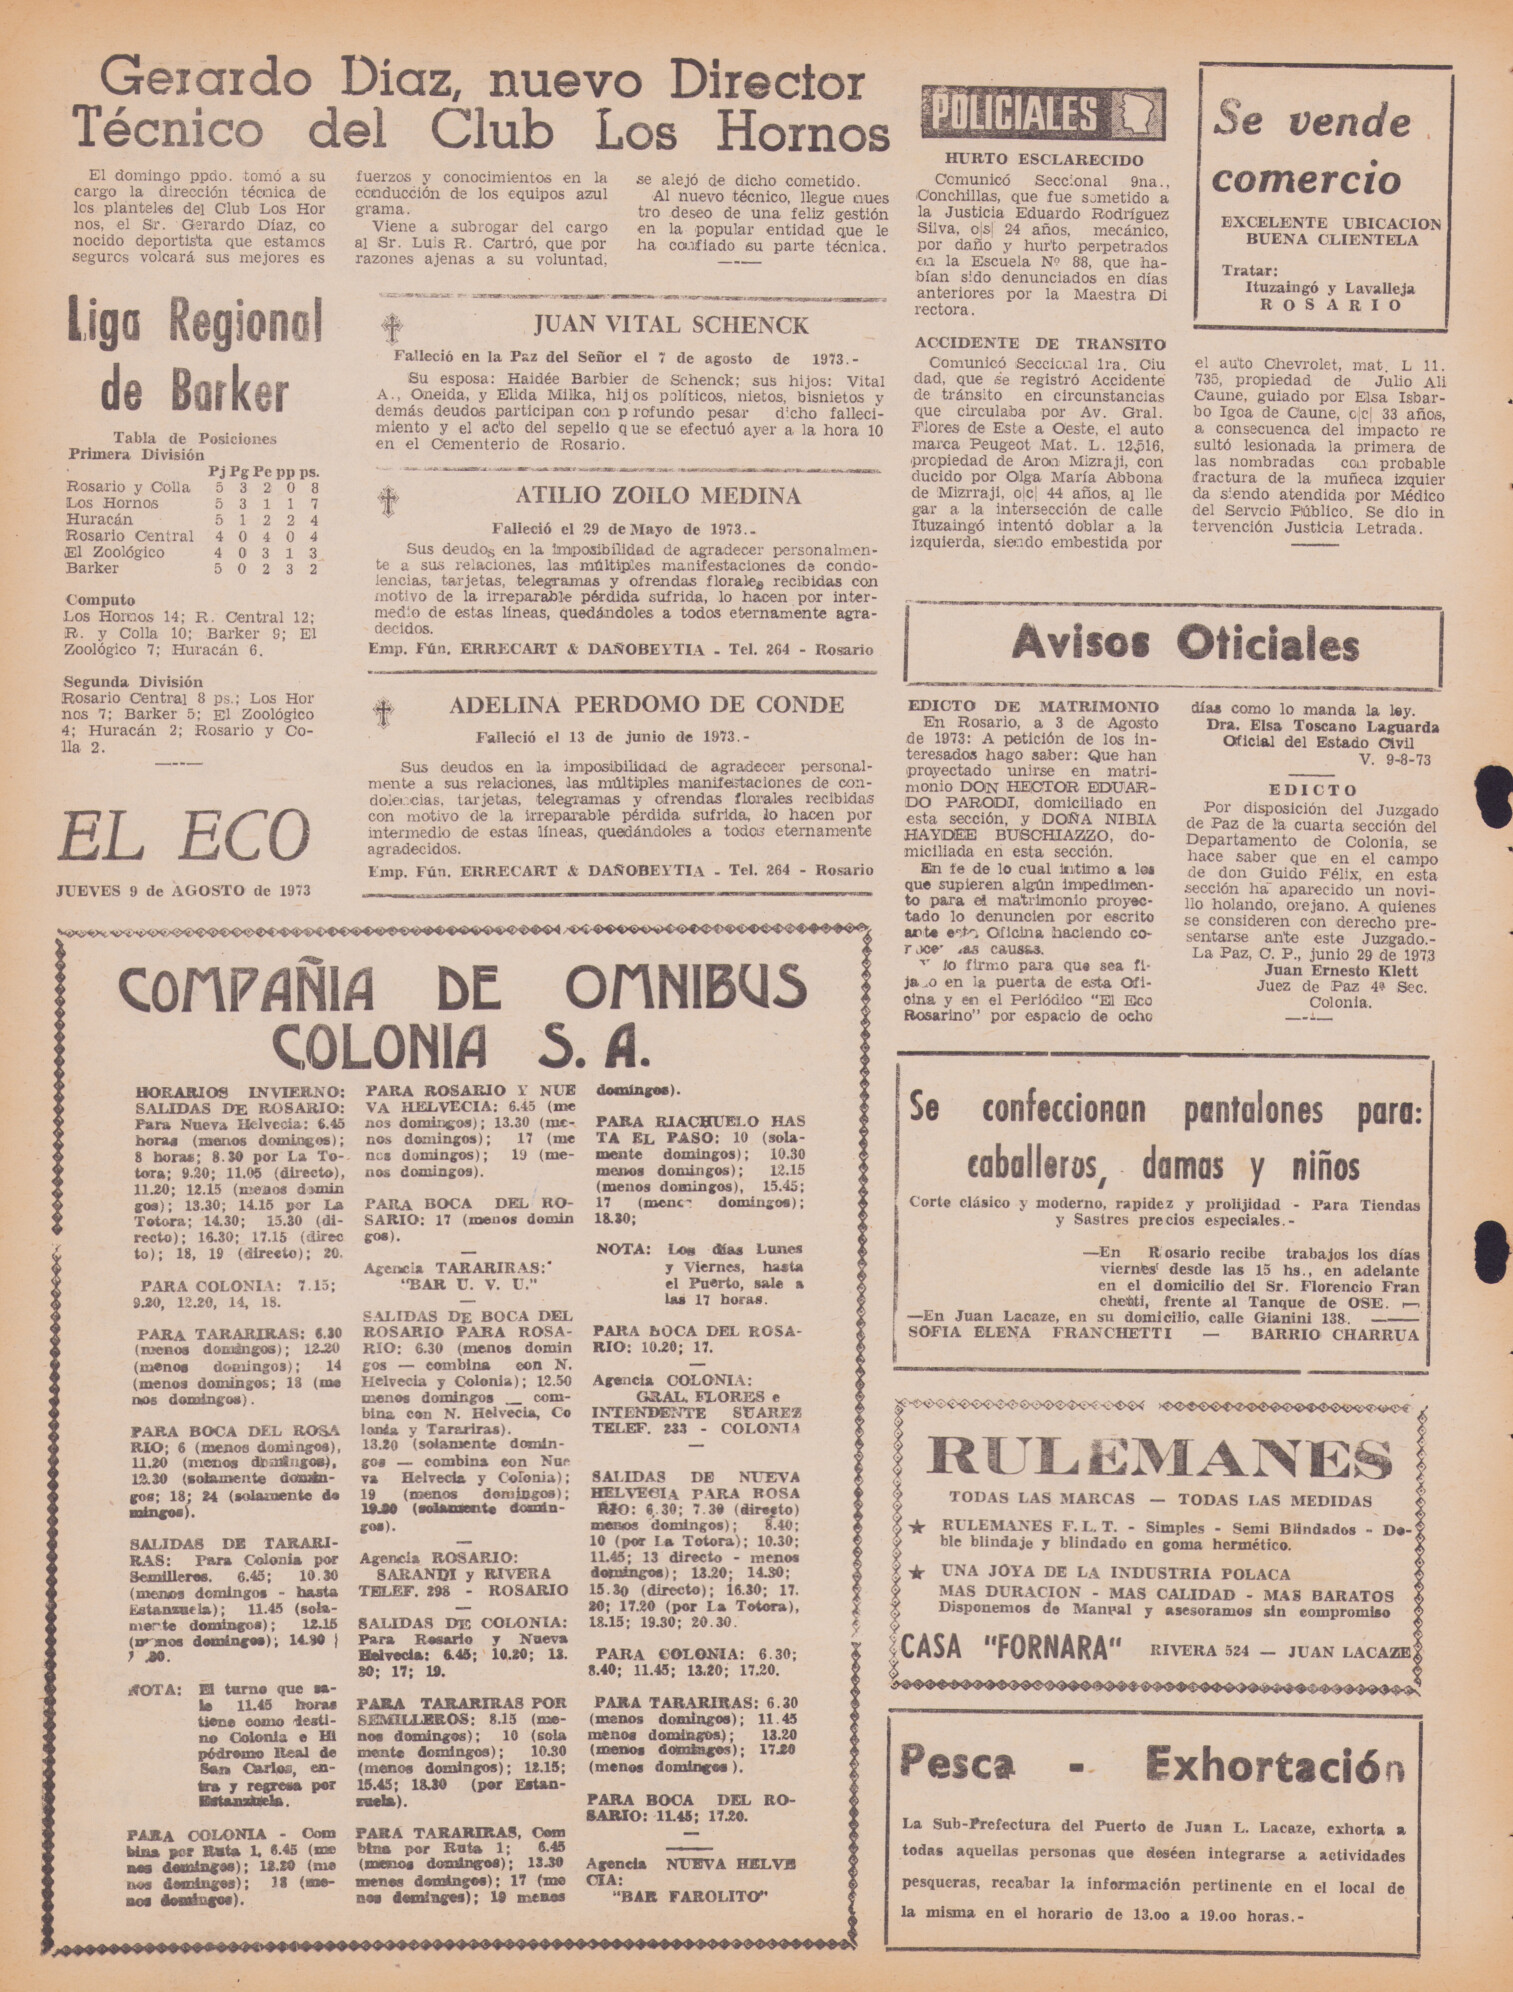 Gerardo Díaz, nuevo Director
Técnico del Club Los Hornos
El domingo ppdo. tomó a su
cargo la dirección técnica de
los planteles del Club Los Hor
nos, el Sr. Gerardo Díaz, co
nocido deportista que estamos
seguros volcará sus mejores es
fuerzos y conocimientos en la
conducción de los equipos azul
grama.
Viene a subrogar del cargo
al Sr. Luis R. Cartró, que por
razones ajenas a su voluntad,
se alejó de dicho cometido.
Al nuevo técnico, llegue nues
tro deseo de una feliz gestión
en la popular entidad que le
ha confiado su parte técnica.
Liga Regional
de Barker
Tabla de Posiciones
Primera División
Pj Pg Pe pp ps.
Rosario y Colla 5 3 2 0 8
Los Hornos 5 3 1 1 7
Huracán 5 1 2 2 4
Rosario Central 4 0 4 0 4
El Zoológico 4 0 3 1 3
Barker 5 0 2 3 2
Computo
Los Hornos 14; R. Central 12;
R. y Colla 10; Barker 9; El
Zoológico 7; Huracán 6.
Segunda División
Rosario Central 8 ps.; Los Hor
nos 7; Barker 5; El Zoológico
4; Huracán 2; Rosario y Co-
lla 2.
EL ECO
JUEVES 9 de AGOSTO de 1973
JUAN VITAL SCHENCK
Falleció en la Paz del Señor el 7 de agosto de 1973.-
Su esposa: Haidée Barbier de Schenck; sus hijos: Vital
A., Oneida, y Elida Milka, hijos políticos, nietos, bisnietos y
demás deudos participan con profundo pesar dicho falleci-
miento y el acto del sepelio que se efectuó ayer a la hora 10
en el Cementerio de Rosario.
ATILIO ZOILO MEDINA
Falleció el 29 de Mayo de 1973.-
Sus deudos en la imposibilidad de agradecer personalmen-
te a sus relaciones, las múltiples manifestaciones de condo-
lencias, tarjetas, telegramas y ofrendas florales recibidas con
motivo de la irreparable pérdida sufrida, lo hacen por inter-
medio de estas líneas, quedándoles a todos eternamente agra-
decidos.
Emp. Fún. ERRECART & DAÑOBEYTIA - Tel. 264 - Rosario
ADELINA PERDOMO DE CONDE
Falleció el 13 de junio de 1973.-
Sus deudos en la imposibilidad de agradecer personal-
mente a sus relaciones, las múltiples manifestaciones de con-
dolencias, tarjetas, telegramas y ofrendas florales recibidas
con motivo de la irreparable pérdida sufrida, lo hacen por
intermedio de estas líneas, quedándoles a todos eternamente
agradecidos.
Emp. Fún. ERRECART & DAÑOBEYTIA - Tel. 264 - Rosario
POLICIALES
HURTO ESCLARECIDO
Comunicó Seccional 9na.,
Conchillas, que fue sometido a
la Justicia Eduardo Rodríguez
Silva, o|s| 24 años, mecánico,
por daño y hurto perpetrados
en la Escuela Nº 88, que ha-
bían sido denunciados en días
anteriores por la Maestra Di
rectora.
ACCIDENTE DE TRANSITO
Comunicó Seccional 1ra. Ciu
dad, que se registró Accidente
de tránsito en circunstancias
que circulaba por Av. Gral.
Flores de Este a Oeste, el auto
marca Peugeot Mat. L. 12,516,
propiedad de Aron Mizraji, con
ducido por Olga María Abbona
de Mizrraji, o|c| 44 años, al lle
gar a la intersección de calle
Ituzaingó intentó doblar a la
izquierda, siendo embestida por
el auto Chevrolet, mat. L 11.
735, propiedad de Julio Ali
Caune, guiado por Elsa Isbar-
bo Igoa de Caune, o|c| 33 años,
a consecuenca del impacto re
sultó lesionada la primera de
las nombradas con probable
fractura de la muñeca izquier
da siendo atendida por Médico
del Servcio Público. Se dio in
tervención Justicia Letrada.
Se vende
comercio
EXCELENTE UBICACION
BUENA CLIENTELA
Tratar:
Ituzaingó y Lavalleja
ROSARIO
Avisos Oficiales
EDICTO DE MATRIMONIO
En Rosario, a 3 de Agosto
de 1973: A petición de los in-
teresados hago saber: Que han
proyectado unirse en matri-
monio DON HECTOR EDUAR-
DO PARODI, domiciliado en
esta sección, y DOÑA NIBIA
HAYDEE BUSCHIAZZO, do-
miciliada en esta sección.
En fe de lo cual intimo a los
que supieren algún impedimen-
to para el matrimonio proyec-
tado lo denuncien por escrito
ante esta Oficina haciendo co-
nocer las causas.
Y lo firmo para que sea fi-
jado en la puerta de esta Ofi-
cina y en el Periódico "El Eco
Rosarino" por espacio de ocho
días como lo manda la ley.
Dra. Elsa Toscano Laguarda
Oficial del Estado Civil
V. 9-8-73
EDICTO
Por disposición del Juzgado
de Paz de la cuarta sección del
Departamento de Colonia, se
hace saber que en el campo
de don Guido Félix, en esta
sección ha aparecido un novi-
llo holando, orejano. A quienes
se consideren con derecho pre-
sentarse ante este Juzgado.-
La Paz, C. P., junio 29 de 1973
Juan Ernesto Klett
Juez de Paz 4ª Sec.
Colonia.
COMPAÑIA DE OMNIBUS
COLONIA S. A.
HORARIOS INVIERNO:
SALIDAS DE ROSARIO:
Para Nueva Helvecia: 6.45
horas (menos domingos);
8 horas; 8.30 por La To-
tora; 9.20; 11.05 (directo),
11.20; 12.15 (menos domin
gos); 13.30; 14.15 por La
Totora; 14.30; 15.30 (di-
recto); 16.30; 17.15 (direc
to); 18, 19 (directo); 20.
PARA COLONIA: 7.15;
9.20, 12.20, 14, 18.
PARA TARARIRAS: 6.30
(menos domingos); 12.20
(menos domingos); 14
(menos domingos; 18 (me
nos domingos).
PARA BOCA DEL ROSA
RIO; 6 (menos domingos),
11.20 (menos domingos),
12.30 (solamente domin-
gos; 18; 24 (solamente do
mingos).
SALIDAS DE TARARI-
RAS: Para Colonia por
Semilleros. 6.45; 10.30
(menos domingos - hasta
Estanzuela); 11.45 (sola-
mente domingos); 12.15
(menos domingos);
NOTA: El turno que sa-
le 11.45 horas
tiene como desti-
no Colonia e Hi
pódromo Real de
San Carlos, en-
tra y regresa por
Estanzuela.
PARA COLONIA - Com
bina por Ruta 1, 6.45 (me
nos domingos); 12.20 (me
nos domingos); 18 (me-
nos domingos).
PARA ROSARIO Y NUE
VA HELVECIA: 6.45 (me
nos domingos); 13.30 (me-
nos domingos); 17 (me
nos domingos); 19 (me-
nos domingos).
PARA BOCA DEL RO-
SARIO: 17 (menos domin
gos).
Agencia TARARIRAS:
"BAR U. V. U."
SALIDAS DE BOCA DEL
ROSARIO PARA ROSA-
RIO: 6.30 (menos domin
gos — combina con N.
Helvecia y Colonia); 12.50
menos domingos — com-
bina con N. Helvecia, Co
lonia y Tarariras).
13.20 (solamente domin-
gos — combina con Nue
va Helvecia y Colonia);
19 (menos domingos);
19.20 (solamente domin-
gos).
Agencia ROSARIO:
SARANDI y RIVERA
TELEF. 298 - ROSARIO
SALIDAS DE COLONIA:
Para Rosario y Nueva
Helvecia: 6.45; 10.20; 13.
30; 17; 19.
PARA TARARIRAS POR
SEMILLEROS: 8.15 (me-
nos domingos); 10 (sola
mente domingos); 10.30
(menos domingos); 12.15;
15.45; 18.30 (por Estan-
zuela).
PARA TARARIRAS, Com
bina por Ruta 1; 6.45
(menos domingos); 13.30
menos domingos); 17 (me
nos domingos); 19 menos
domingos).
PARA RIACHUELO HAS
TA EL PASO: 10 (sola-
mente domingos); 10.30
menos domingos); 12.15
(menos domingos), 15.45;
17 (menos domingos);
18.30;
NOTA: Los días Lunes
y Viernes, hasta
el Puerto, sale a
las 17 horas.
PARA BOCA DEL ROSA-
RIO: 10.20; 17.
Agencia COLONIA:
GRAL. FLORES e
INTENDENTE SUAREZ
TELEF. 233 - COLONIA
SALIDAS DE NUEVA
HELVECIA PARA ROSA
RIO: 6.30; 7.30 (directo)
menos domingos); 8.40;
10 (por La Totora); 10.30;
11.45; 13 directo - menos
domingos); 13.20; 14.30;
15.30 (directo); 16.30; 17.
20; 17.20 (por La Totora),
18.15; 19.30; 20.30.
PARA COLONIA: 6.30;
8.40; 11.45; 13.20; 17.20.
PARA TARARIRAS: 6.30
(menos domingos); 11.45
menos domingos); 13.20
(menos domingos); 17.20
(menos domingos).
PARA BOCA DEL RO-
SARIO: 11.45; 17.20.
Agencia NUEVA HELVE
CIA:
"BAR FAROLITO"
Se confeccionan pantalones para:
caballeros, damas y niños
Corte clásico y moderno, rapidez y prolijidad - Para Tiendas
y Sastres precios especiales.-
—En Rosario recibe trabajos los días
viernes desde las 15 hs., en adelante
en el domicilio del Sr. Florencio Fran
chetti, frente al Tanque de OSE. —
—En Juan Lacaze, en su domicilio, calle Gianini 138. ——
SOFIA ELENA FRANCHETTI — BARRIO CHARRUA
RULEMANES
TODAS LAS MARCAS — TODAS LAS MEDIDAS
★ RULEMANES F. L. T. - Simples - Semi Blindados - Do-
ble blindaje y blindado en goma hermético.
★ UNA JOYA DE LA INDUSTRIA POLACA
MAS DURACION - MAS CALIDAD - MAS BARATOS
Disponemos de Manual y asesoramos sin compromiso
CASA "FORNARA" RIVERA 524 — JUAN LACAZE
Pesca - Exhortación
La Sub-Prefectura del Puerto de Juan L. Lacaze, exhorta a
todas aquellas personas que deséen integrarse a actividades
pesqueras, recabar la información pertinente en el local de
la misma en el horario de 13.00 a 19.00 horas.-